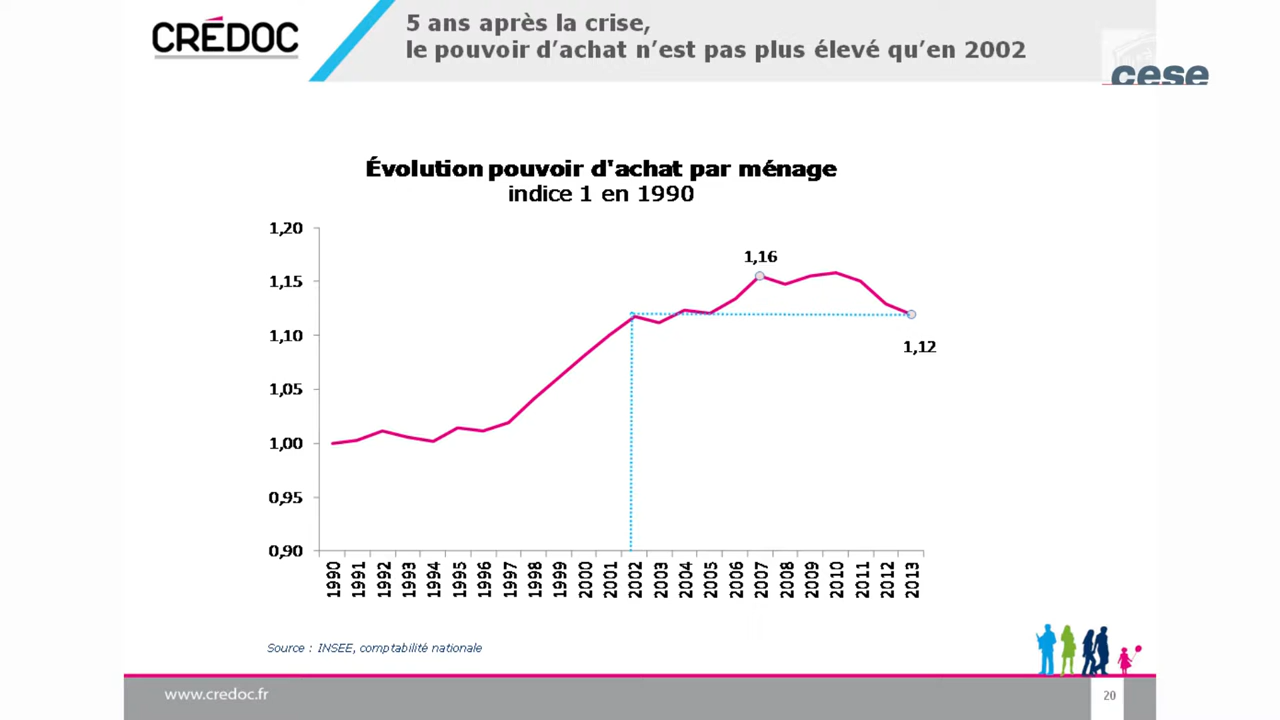 CRÉDOC
5 ans après la crise,
le pouvoir d’achat n’est pas plus élevé qu’en 2002
cese
Évolution pouvoir d'achat par ménage
indice 1 en 1990
1,20
1,15
1,10
1,05
1,00
0,95
0,90
1,16
1,12
1990 1991 1992 1993 1994 1995 1996 1997 1998 1999 2000 2001 2002 2003 2004 2005 2006 2007 2008 2009 2010 2011 2012 2013
Source : INSEE, comptabilité nationale
www.credoc.fr
20